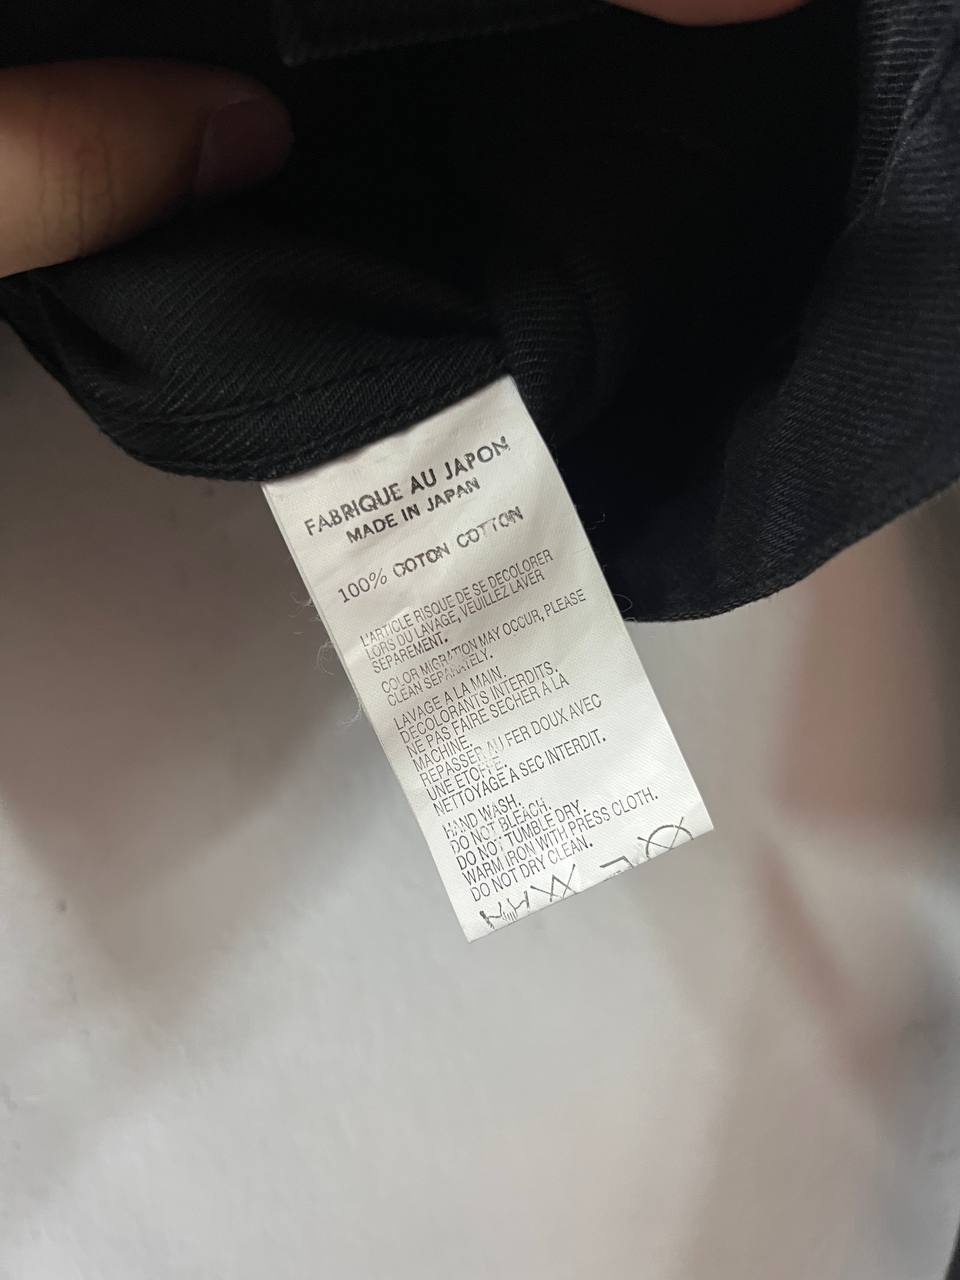 FABRIQUE AU JAPON
MADE IN JAPAN
100% COTON COTTON
L'ARTICLE RISQUE DE SE DECOLORER
LORS DU LAVAGE, VEUILLEZ LAVER
SEPAREMENT.
COLOR MIGRATION MAY OCCUR, PLEASE
CLEAN SEPARATELY.
LAVAGE A LA MAIN.
DECOLORANTS INTERDITS.
NE PAS FAIRE SECHER A LA
MACHINE.
REPASSER AU FER DOUX AVEC
UNE ETOFFE.
NETTOYAGE A SEC INTERDIT.
HAND WASH.
DO NOT BLEACH.
DO NOT TUMBLE DRY.
WARM IRON WITH PRESS CLOTH.
DO NOT DRY CLEAN.